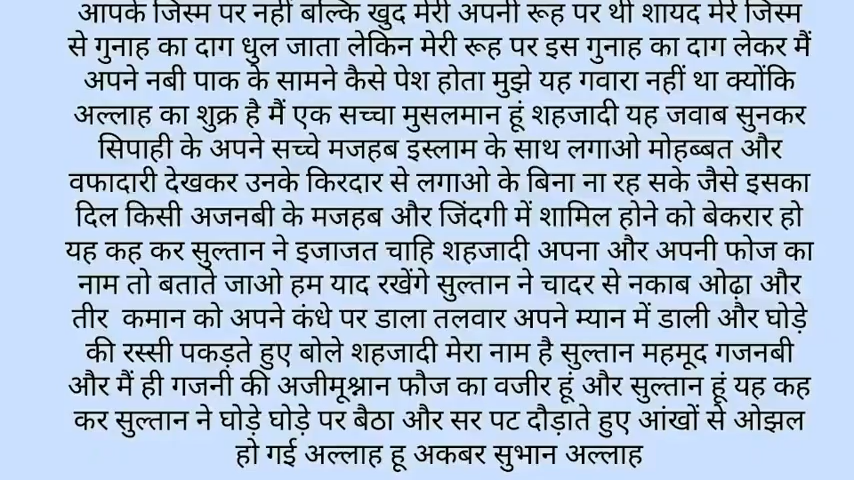 आपके जिस्म पर नहीं बल्कि खुद मेरी अपनी रूह पर थी शायद मेरे जिस्म
से गुनाह का दाग धुल जाता लेकिन मेरी रूह पर इस गुनाह का दाग लेकर मैं
अपने नबी पाक के सामने कैसे पेश होता मुझे यह गवारा नहीं था क्योंकि
अल्लाह का शुक्र है मैं एक सच्चा मुसलमान हूं शहजादी यह जवाब सुनकर
सिपाही के अपने सच्चे मजहब इस्लाम के साथ लगाओ मोहब्बत और
वफादारी देखकर उनके किरदार से लगाओ के बिना ना रह सके जैसे इसका
दिल किसी अजनबी के मजहब और जिंदगी में शामिल होने को बेकरार हो
यह कह कर सुल्तान ने इजाजत चाहि शहजादी अपना और अपनी फोज का
नाम तो बताते जाओ हम याद रखेंगे सुल्तान ने चादर से नकाब ओढ़ा और
तीर कमान को अपने कंधे पर डाला तलवार अपने म्यान में डाली और घोड़े
की रस्सी पकड़ते हुए बोले शहजादी मेरा नाम है सुल्तान महमूद गजनबी
और मैं ही गजनी की अजीमूश्नान फौज का वजीर हूं और सुल्तान हूं यह कह
कर सुल्तान ने घोड़े घोड़े पर बैठा और सर पट दौड़ाते हुए आंखों से ओझल
हो गई अल्लाह हू अकबर सुभान अल्लाह